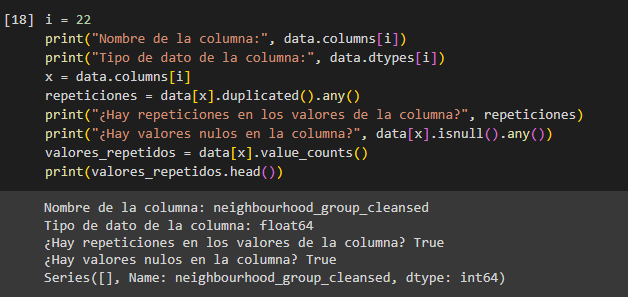 [18] i = 22
print("Nombre de la columna:", data.columns[i])
print("Tipo de dato de la columna:", data.dtypes[i])
x = data.columns[i]
repeticiones = data[x].duplicated().any()
print("¿Hay repeticiones en los valores de la columna?", repeticiones)
print("¿Hay valores nulos en la columna?", data[x].isnull().any())
valores_repetidos = data[x].value_counts()
print(valores_repetidos.head())
Nombre de la columna: neighbourhood_group_cleansed
Tipo de dato de la columna: float64
¿Hay repeticiones en los valores de la columna? True
¿Hay valores nulos en la columna? True
Series([], Name: neighbourhood_group_cleansed, dtype: int64)